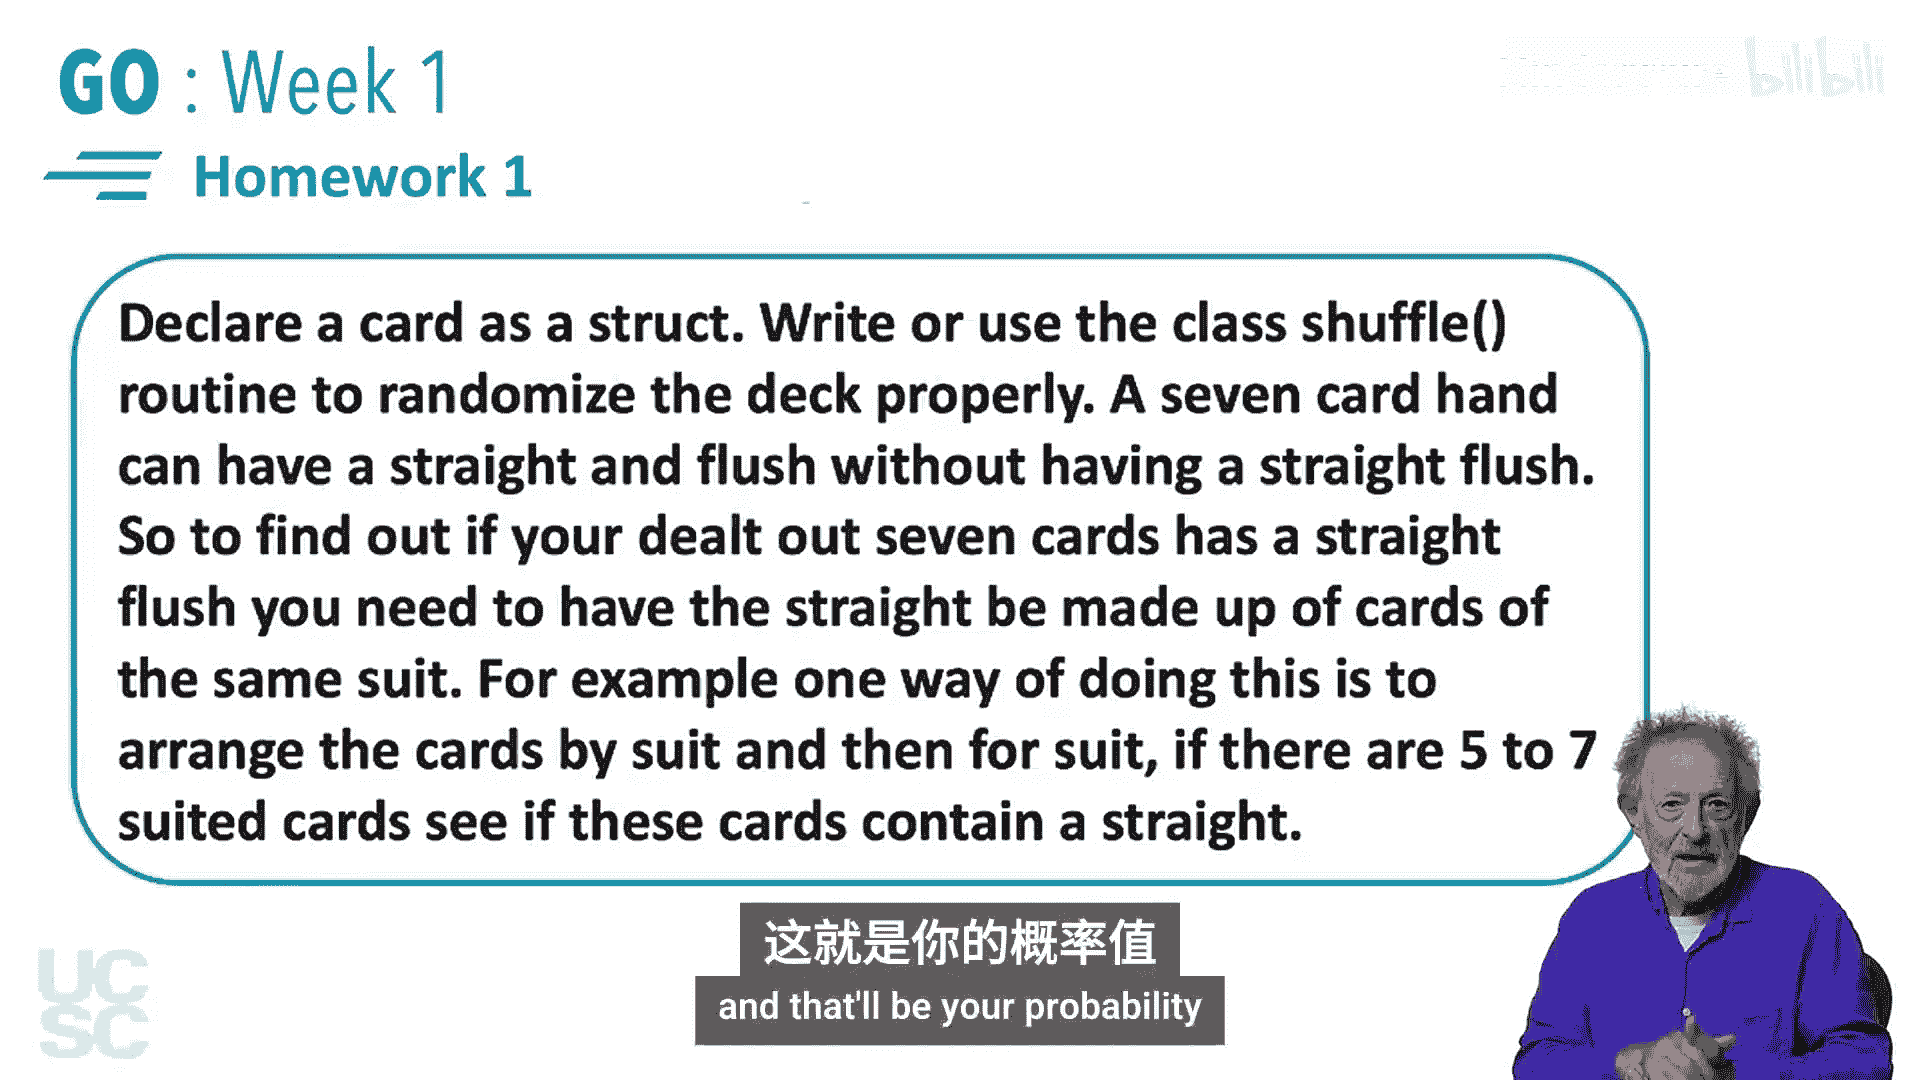 GO : Week 1
bilibili
Homework 1
Declare a card as a struct. Write or use the class shuffle()
routine to randomize the deck properly. A seven card hand
can have a straight and flush without having a straight flush.
So to find out if your dealt out seven cards has a straight
flush you need to have the straight be made up of cards of
the same suit. For example one way of doing this is to
arrange the cards by suit and then for suit, if there are 5 to 7
suited cards see if these cards contain a straight.
这就是你的概率值
and that'll be your probability
UC
SC